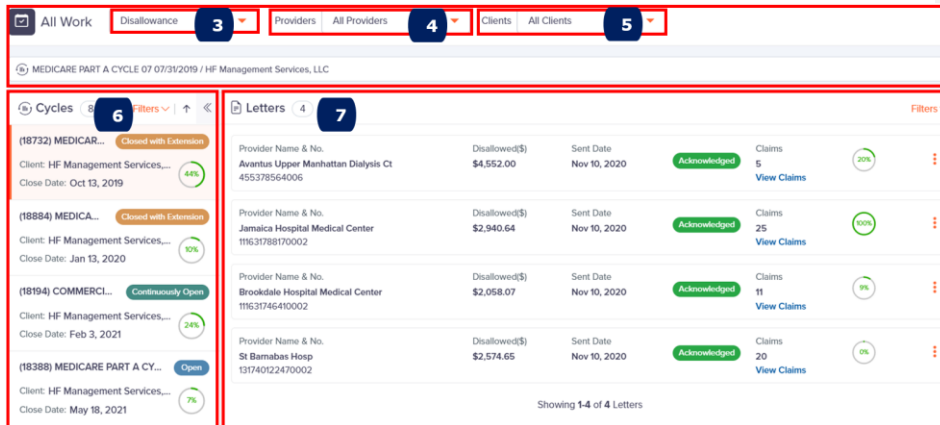 All Work Disallowance 3 Providers All Providers 4 Clients All Clients 5
MEDICARE PART A CYCLE 07 07/31/2019 / HF Management Services, LLC
Cycles 8 6 Filters
(18732) MEDICAR... Closed with Extension
Client: HF Management Services,...
44%
Close Date: Oct 13, 2019
(18884) MEDICA... Closed with Extension
Client: HF Management Services,...
10%
Close Date: Jan 13, 2020
(18194) COMMERCI... Continuously Open
Client: HF Management Services,...
24%
Close Date: Feb 3, 2021
(18388) MEDICARE PART A CY... Open
Client: HF Management Services,...
7%
Close Date: May 18, 2021
Letters 4 7 Filters
Provider Name & No. Disallowed($) Sent Date Claims
Avantus Upper Manhattan Dialysis Ct $4,552.00 Nov 10, 2020 Acknowledged 5 20%
455378564006 View Claims
Provider Name & No. Disallowed($) Sent Date Claims
Jamaica Hospital Medical Center $2,940.64 Nov 10, 2020 Acknowledged 25 100%
111631788170002 View Claims
Provider Name & No. Disallowed($) Sent Date Claims
Brookdale Hospital Medical Center $2,058.07 Nov 10, 2020 Acknowledged 11 9%
111631746410002 View Claims
Provider Name & No. Disallowed($) Sent Date Claims
St Barnabas Hosp $2,574.65 Nov 10, 2020 Acknowledged 20 0%
131740122470002 View Claims
Showing 1-4 of 4 Letters